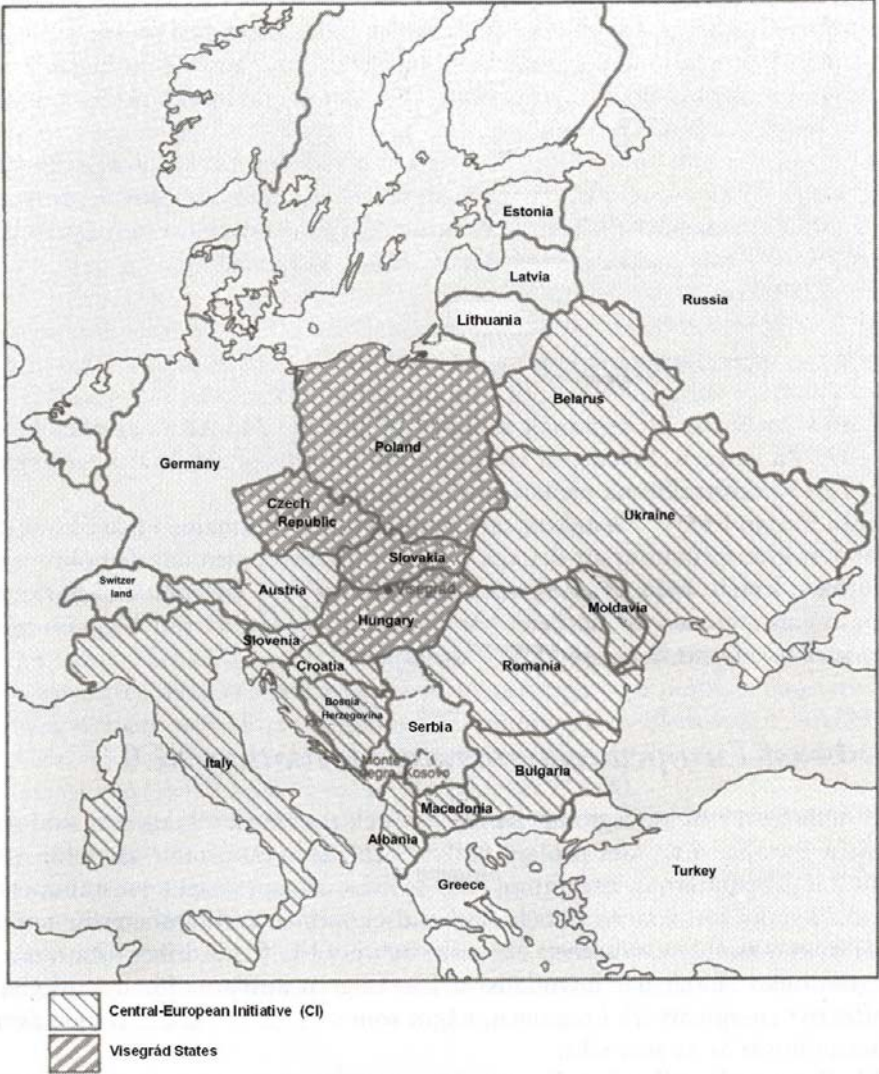 Estonia
Latvia
Russia
Lithuania
Belarus
Poland
Germany
Czech
Republic
Ukraine
Slovakia
Switzer
land
Austria
Visegrád
Hungary
Moldavia
Slovenia
Croatia
Romania
Bosnia
Herzegovina
Serbia
Italy
Monte
negro
Kosovo
Bulgaria
Macedonia
Albania
Greece
Turkey
Central-European Initiative (CI)
Visegrád States